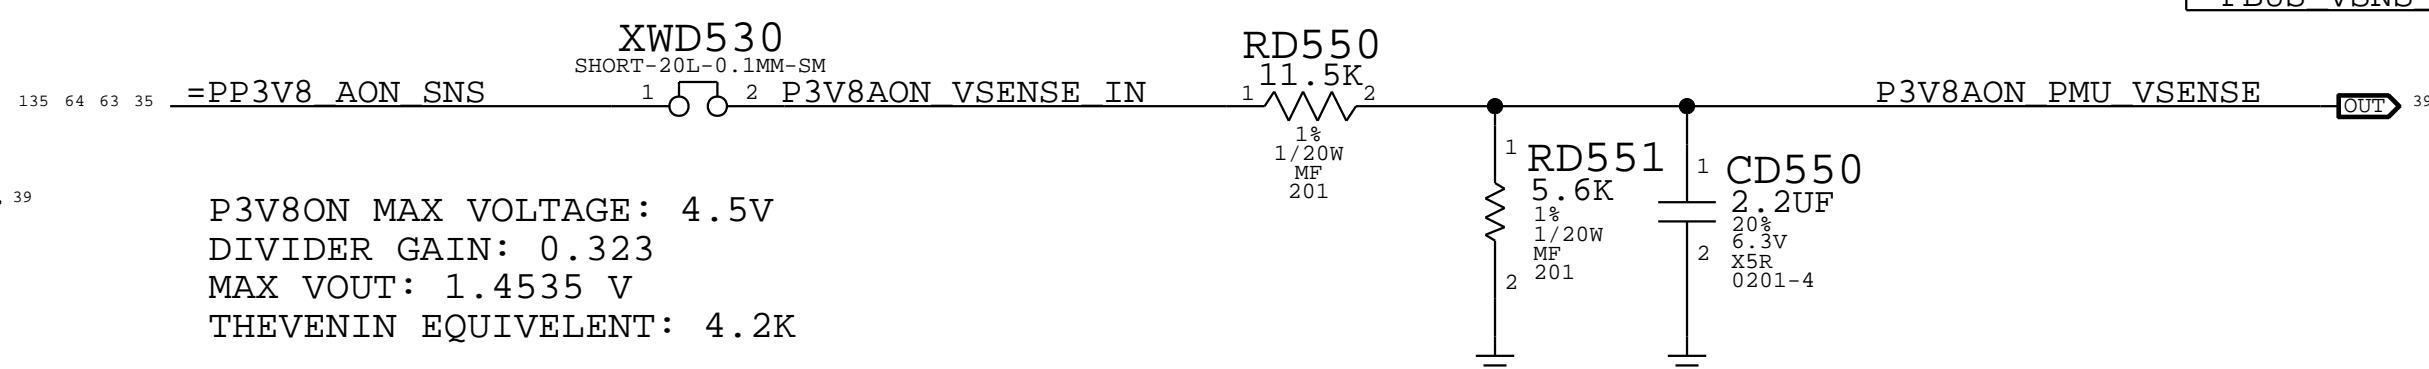 XWD530
SHORT-20L-0.1MM-SM
135 64 63 35
=PP3V8_AON_SNS
1
2
P3V8AON_VSENSE_IN
RD550
11.5K
1
2
1%
1/20W
MF
201
P3V8AON_PMU_VSENSE
OUT
39
1
RD551
5.6K
1%
1/20W
MF
201
2
1
CD550
2.2UF
20%
6.3V
X5R
0201-4
2
39
P3V8ON MAX VOLTAGE: 4.5V
DIVIDER GAIN: 0.323
MAX VOUT: 1.4535 V
THEVENIN EQUIVELENT: 4.2K